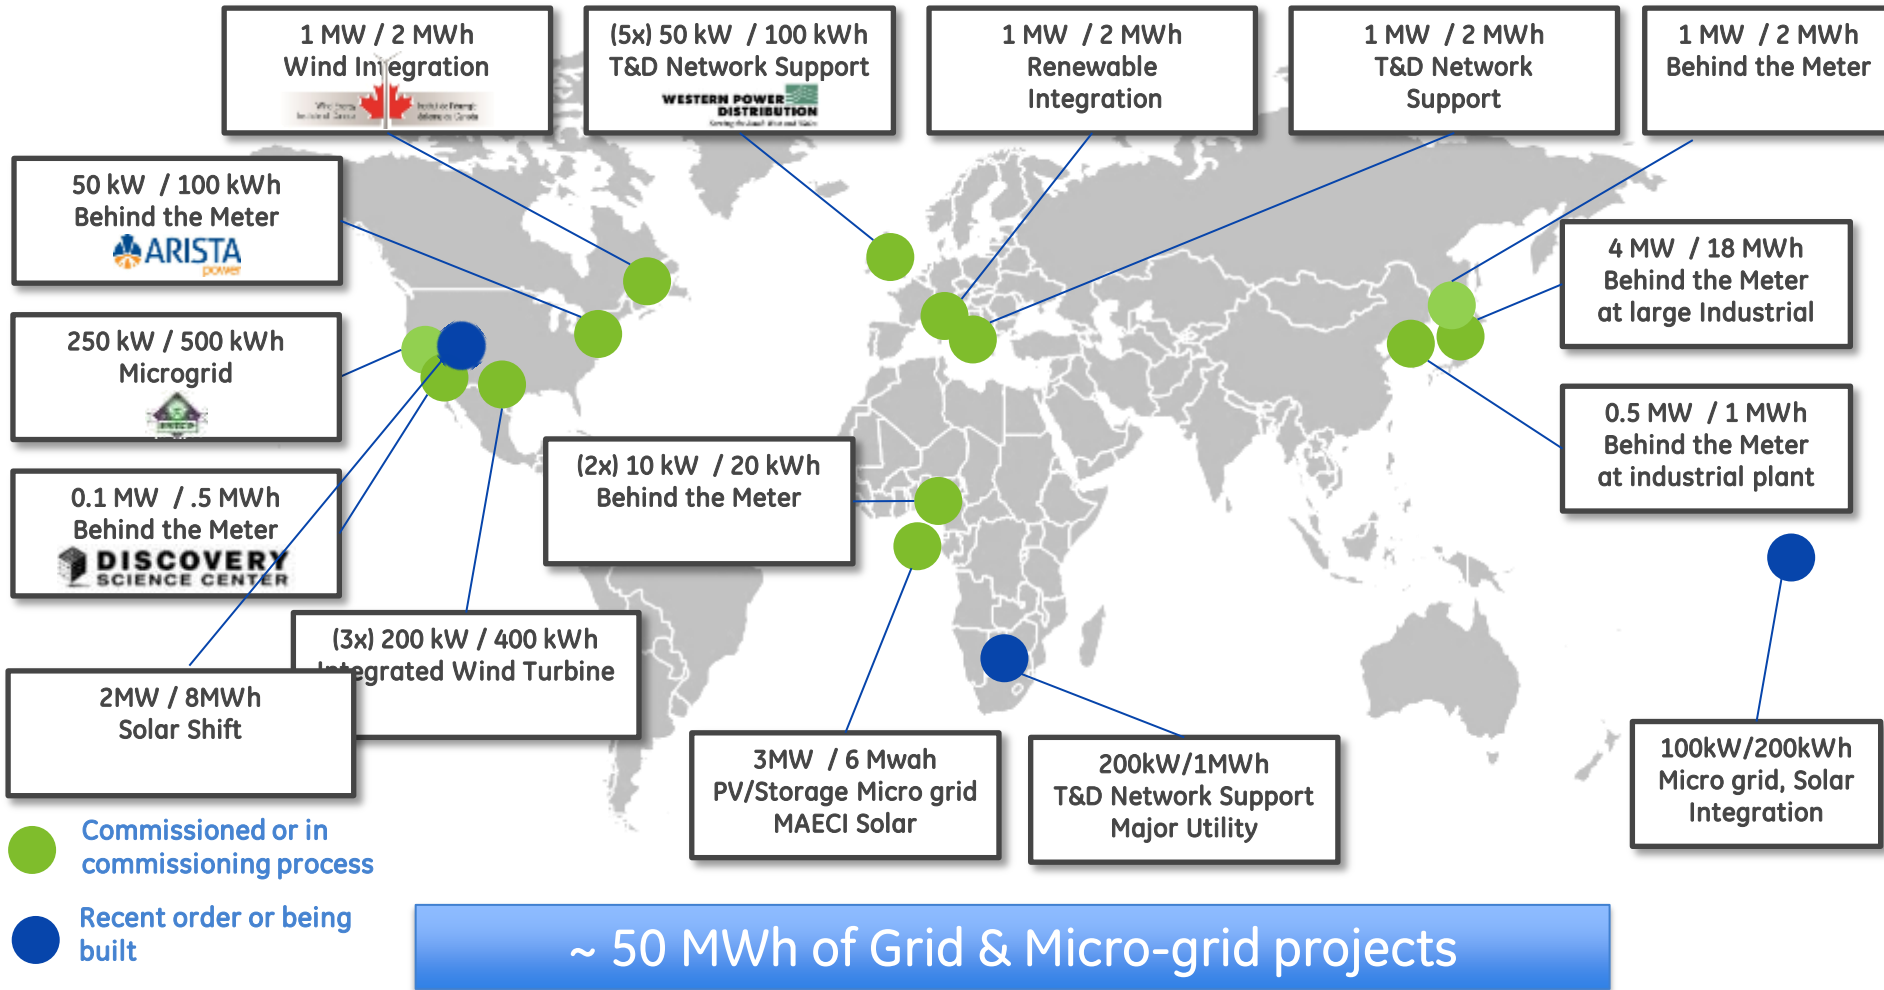 1 MW / 2 MWh
Wind Integration
(5x) 50 kW / 100 kWh
T&D Network Support
WESTERN POWER
DISTRIBUTION
1 MW / 2 MWh
Renewable
Integration
1 MW / 2 MWh
T&D Network
Support
1 MW / 2 MWh
Behind the Meter
50 kW / 100 kWh
Behind the Meter
ARISTA
power
4 MW / 18 MWh
Behind the Meter
at large Industrial
250 kW / 500 kWh
Microgrid
0.5 MW / 1 MWh
Behind the Meter
at industrial plant
(2x) 10 kW / 20 kWh
Behind the Meter
0.1 MW / .5 MWh
Behind the Meter
DISCOVERY
SCIENCE CENTER
(3x) 200 kW / 400 kWh
Integrated Wind Turbine
2MW / 8MWh
Solar Shift
3MW / 6 Mwah
PV/Storage Micro grid
MAECI Solar
200kW/1MWh
T&D Network Support
Major Utility
100kW/200kWh
Micro grid, Solar
Integration
Commissioned or in
commissioning process
Recent order or being
built
~ 50 MWh of Grid & Micro-grid projects